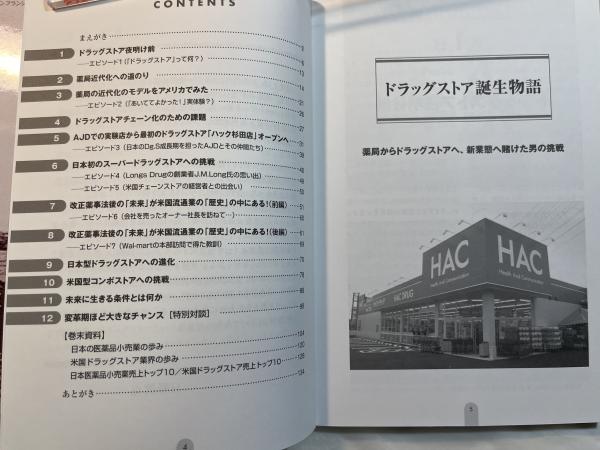 CONTENTS
まえがき 3
1 ドラッグストア夜明け前
——エピソード1(「ドラッグストア」って何?)
2 薬局近代化への道のり
3 薬局の近代化のモデルをアメリカでみた
——エピソード2(「あいててよかった!」実体験?)
4 ドラッグストアチェーン化のための課題
5 AJDでの実験店から最初のドラッグストア「ハック杉田店」オープンへ
——エピソード3(日本のDg.S成長期を担ったAJDとその仲間たち)
6 日本初のスーパードラッグストアへの挑戦
——エピソード4(Longs Drugの創業者J.M.Long氏の思い出)
——エピソード5(米国チェーンストアの経営者との出会い)
7 改正薬事法後の「未来」が米国流通業の「歴史」の中にある!(前編)
——エピソード6(会社を売ったオーナー社長を訪ねて…)
8 改正薬事法後の「未来」が米国流通業の「歴史」の中にある!(後編)
——エピソード7(Wal-martの本部訪問で得た教訓)
9 日本型ドラッグストアへの進化
10 米国型コンボストアへの挑戦
11 未来に生きる条件とは何か
12 変革期ほど大きなチャンス[特別対談]
【巻末資料】
日本の医薬品小売業の歩み
米国ドラッグストア業界の歩み
日本医薬品小売業売上トップ10/米国ドラッグストア売上トップ10
あとがき
4
ドラッグストア誕生物語
薬局からドラッグストアへ、新業態へ賭けた男の挑戦
HAC
Health And Communication
HAC
Health And Communication
HAC DRUG
5